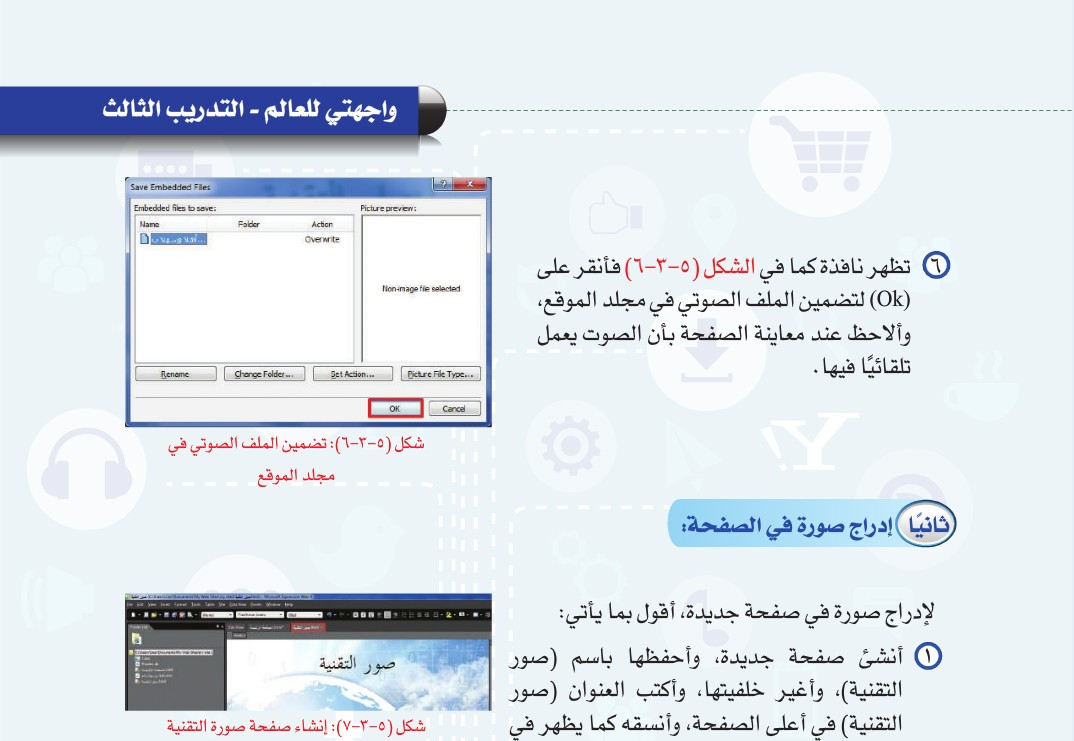 واجهتي للعالم - التدريب الثالث
Save Embedded Files
Embedded files to save:
Picture preview:
Name Folder Action
Overwrite
Non-image file selected
Rename Change Folder... Set Action... Picture File Type...
OK Cancel
شكل (٥-٣-٦): تضمين الملف الصوتي في
مجلد الموقع
٦ تظهر نافذة كما في الشكل (٥-٣-٦) فأنقر على
(Ok) لتضمين الملف الصوتي في مجلد الموقع،
وألاحظ عند معاينة الصفحة بأن الصوت يعمل
تلقائيًا فيها.
ثانيًا إدراج صورة في الصفحة:
لإدراج صورة في صفحة جديدة، أقول بما يأتي:
١ أنشئ صفحة جديدة، وأحفظها باسم (صور
التقنية)، وأغير خلفيتها، وأكتب العنوان (صور
التقنية) في أعلى الصفحة، وأنسقه كما يظهر في
صور التقنية
شكل (٥-٣-٧): إنشاء صفحة صورة التقنية